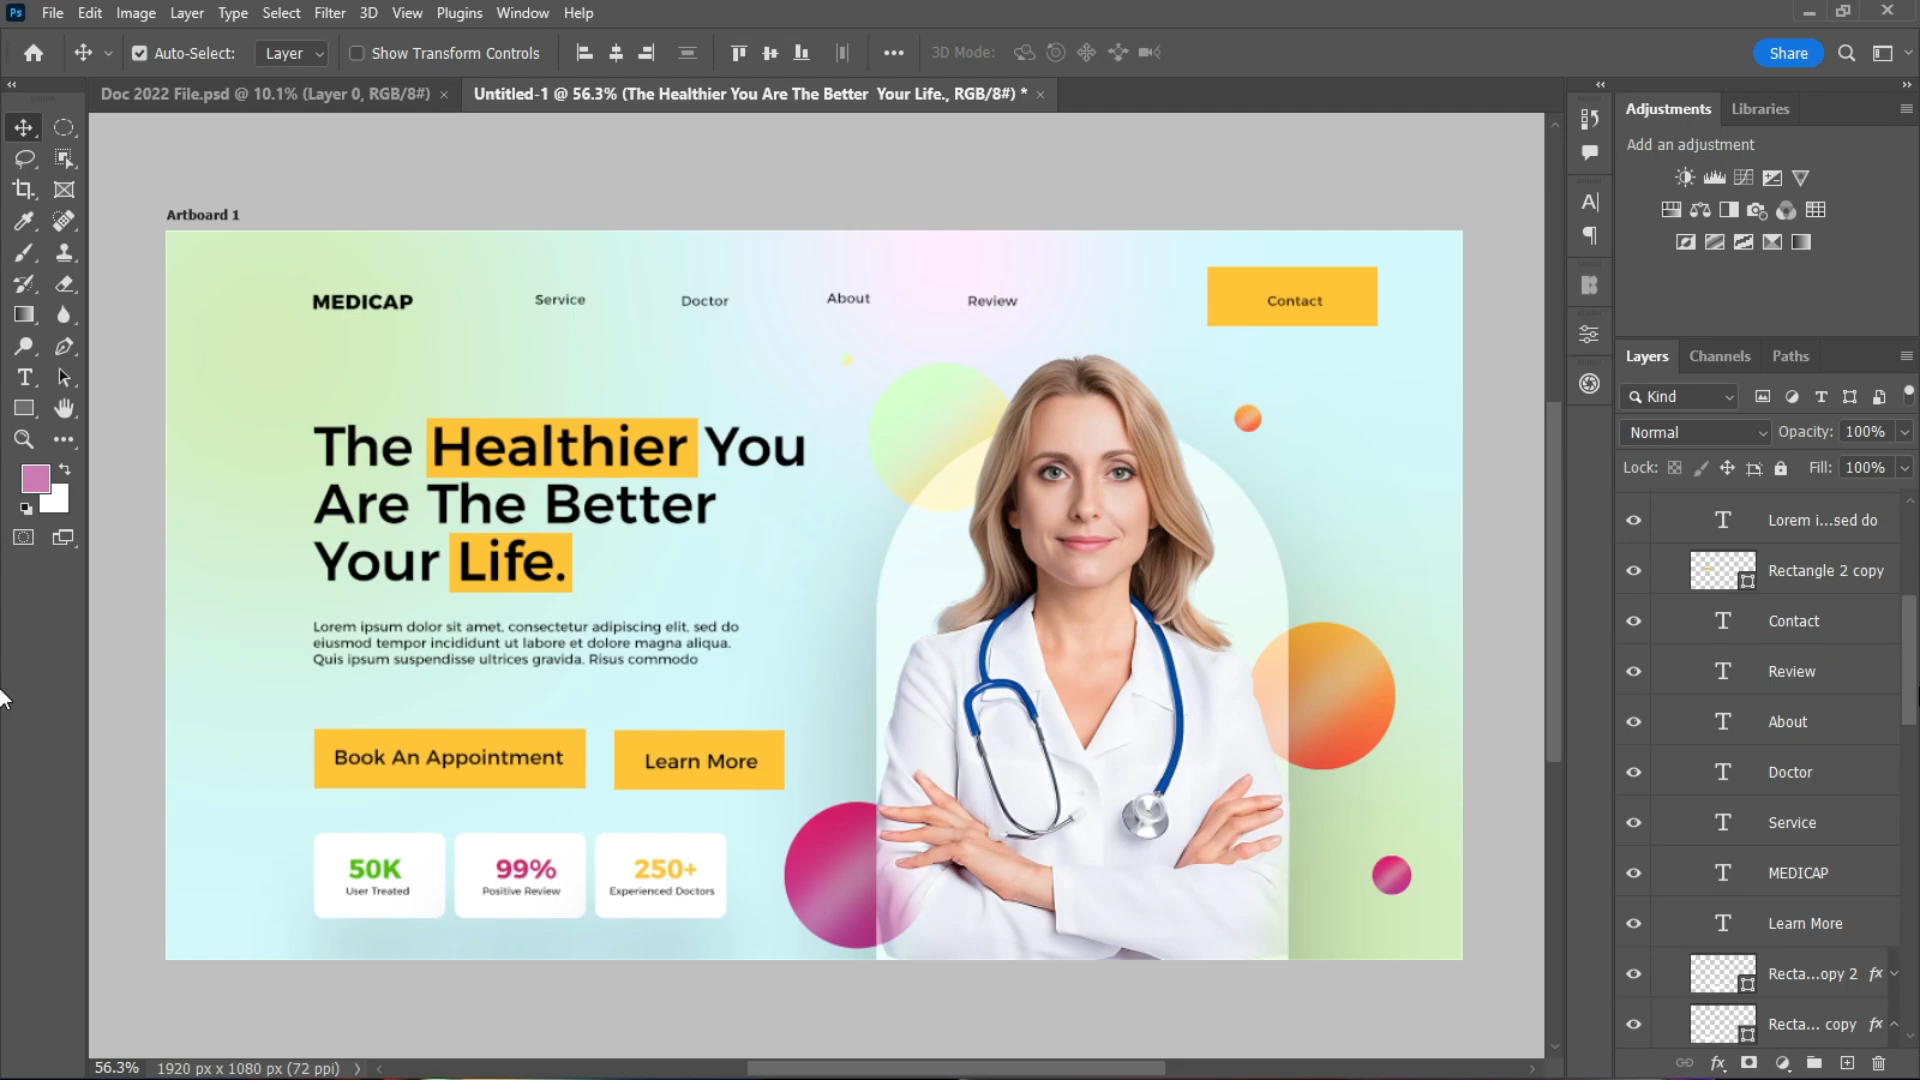 Ps File Edit Image Layer Type Select Filter 3D View Plugins Window Help
Auto-Select: Layer Show Transform Controls ••• 3D Mode: Share
Doc 2022 File.psd @ 10.1% (Layer 0, RGB/8#) × Untitled-1 @ 56.3% (The Healthier You Are The Better Your Life., RGB/8#) * ×
Artboard 1
MEDICAP Service Doctor About Review Contact
The Healthier You
Are The Better
Your Life.
Lorem ipsum dolor sit amet, consectetur adipiscing elit, sed do
eiusmod tempor incididunt ut labore et dolore magna aliqua.
Quis ipsum suspendisse ultrices gravida. Risus commodo
Book An Appointment Learn More
50K 99% 250+
User Treated Positive Review Experienced Doctors
56.3% 1920 px x 1080 px (72 ppi)
Adjustments Libraries
Add an adjustment
Layers Channels Paths
Kind
Normal Opacity: 100%
Lock: Fill: 100%
Lorem i...sed do
Rectangle 2 copy
Contact
Review
About
Doctor
Service
MEDICAP
Learn More
Recta...opy 2 fx
Recta... copy fx
fx